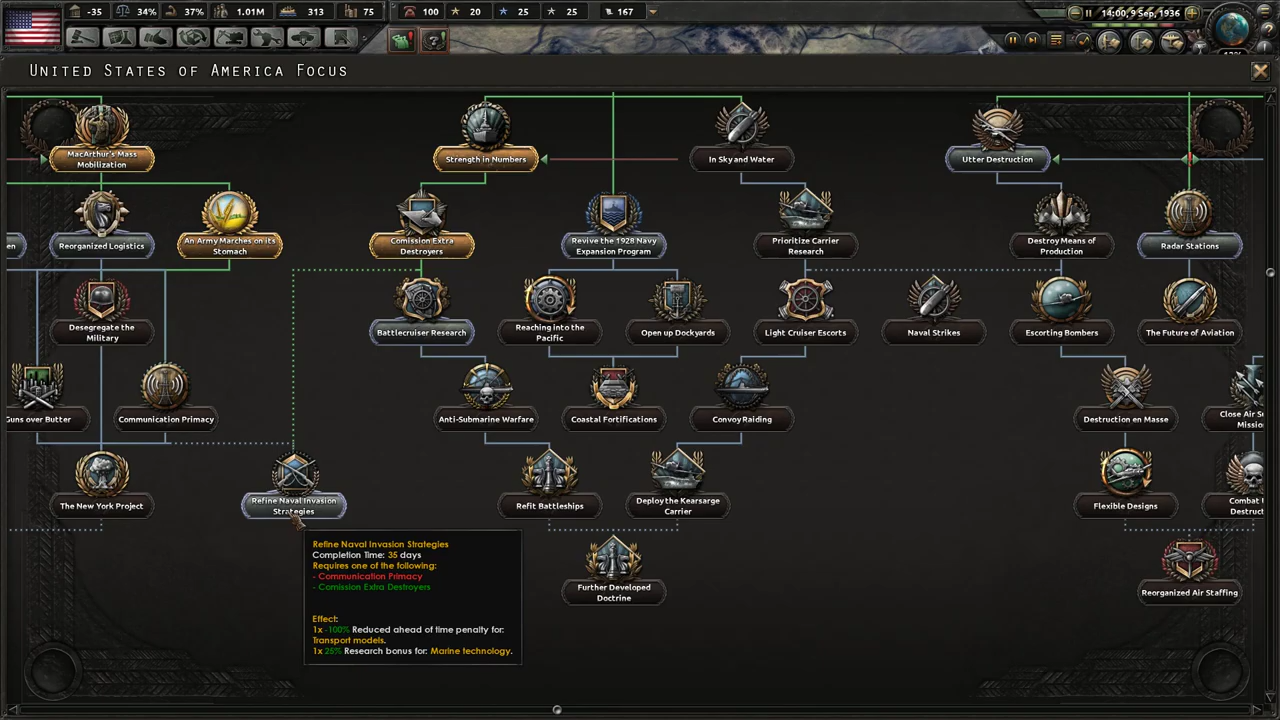 -35
34%
37%
1.01M
313
75
100
20
25
25
167
14:00, 9 Sep, 1936
United States of America Focus
MacArthur's Mass
Mobilization
Strength in Numbers
In Sky and Water
Utter Destruction
Reorganized Logistics
An Army Marches on its
Stomach
Comission Extra
Destroyers
Revive the 1928 Navy
Expansion Program
Prioritize Carrier
Research
Destroy Means of
Production
Radar Stations
Desegregate the
Military
Battlecruiser Research
Reaching into the
Pacific
Open up Dockyards
Light Cruiser Escorts
Naval Strikes
Escorting Bombers
The Future of Aviation
Guns over Butter
Communication Primacy
Anti-Submarine Warfare
Coastal Fortifications
Convoy Raiding
Destruction en Masse
Close Air Su
Missio
The New York Project
Refine Naval Invasion
Strategies
Refit Battleships
Deploy the Kearsarge
Carrier
Flexible Designs
Combat
Destruct
Further Developed
Doctrine
Reorganized Air Staffing
Refine Naval Invasion Strategies
Completion Time: 35 days
Requires one of the following:
- Communication Primacy
- Comission Extra Destroyers
Effect:
1x -100% Reduced ahead of time penalty for:
Transport models.
1x 25% Research bonus for: Marine technology.